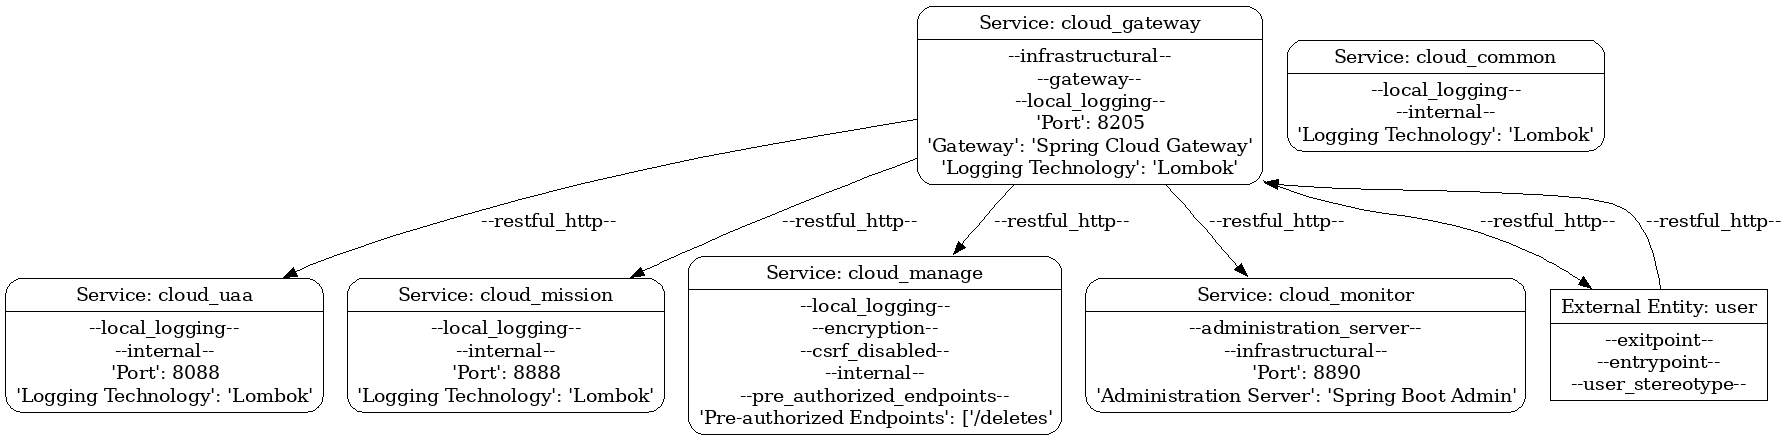 Service: cloud_gateway
--infrastructural--
--gateway--
--local_logging--
'Port': 8205
'Gateway': 'Spring Cloud Gateway'
'Logging Technology': 'Lombok'
Service: cloud_common
--local_logging--
--internal--
'Logging Technology': 'Lombok'
--restful_http--
--restful_http--
--restful_http--
--restful_http--
--restful_http--
--restful_http--
Service: cloud_uaa
--local_logging--
--internal--
'Port': 8088
'Logging Technology': 'Lombok'
Service: cloud_mission
--local_logging--
--internal--
'Port': 8888
'Logging Technology': 'Lombok'
Service: cloud_manage
--local_logging--
--encryption--
--csrf_disabled--
--internal--
--pre_authorized_endpoints--
'Pre-authorized Endpoints': ['/deletes'
Service: cloud_monitor
--administration_server--
--infrastructural--
'Port': 8890
'Administration Server': 'Spring Boot Admin'
External Entity: user
--exitpoint--
--entrypoint--
--user_stereotype--